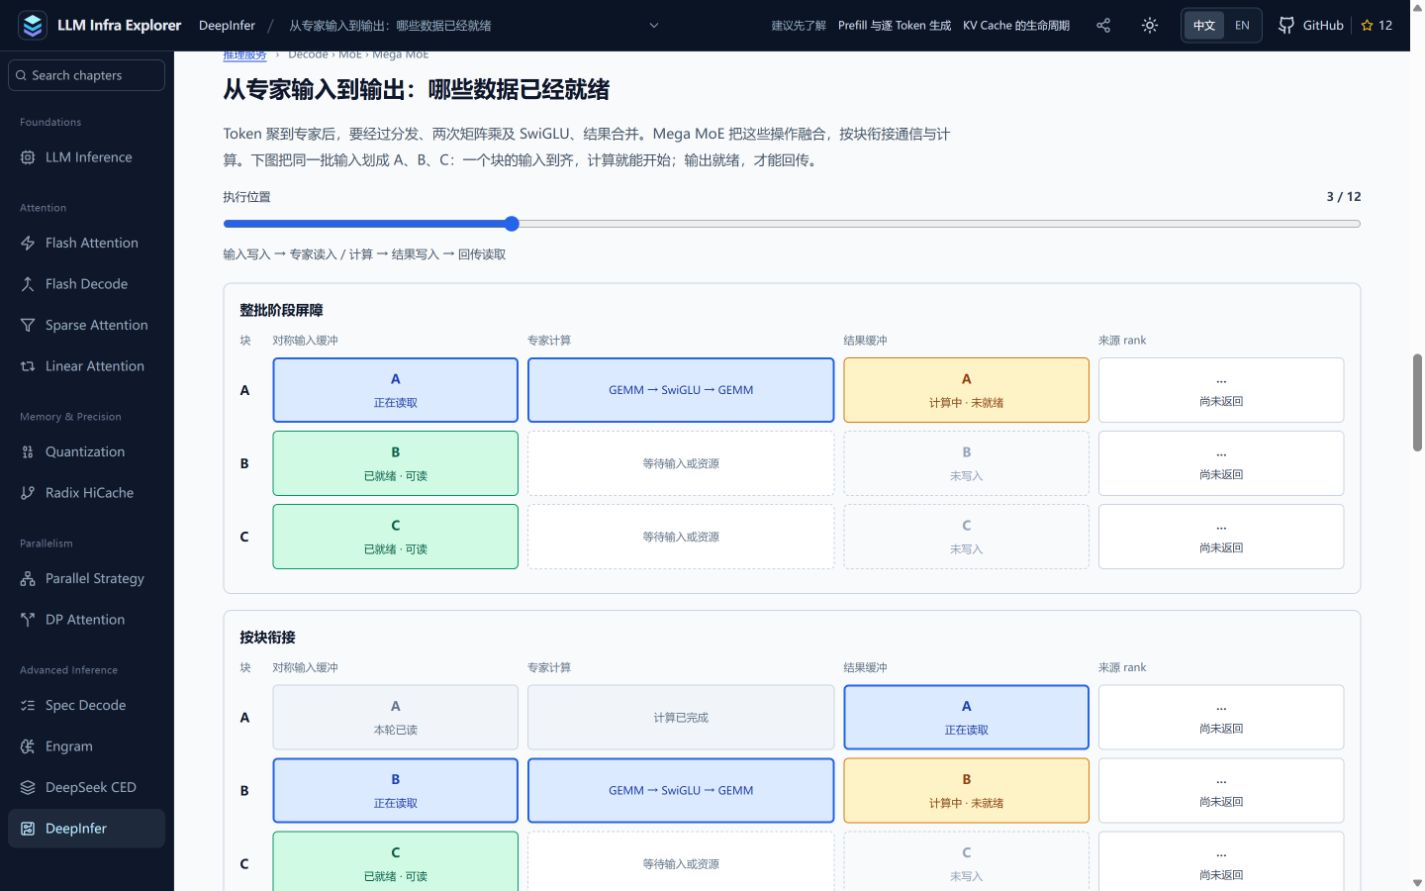 LLM Infra Explorer
DeepInfer / 从专家输入到输出：哪些数据已经就绪
建议先了解 Prefill 与逐 Token 生成 KV Cache 的生命周期
中文 EN
GitHub 12
Search chapters
Foundations
LLM Inference
Attention
Flash Attention
Flash Decode
Sparse Attention
Linear Attention
Memory & Precision
Quantization
Radix HiCache
Parallelism
Parallel Strategy
DP Attention
Advanced Inference
Spec Decode
Engram
DeepSeek CED
DeepInfer
推理服务 › Decode › MoE › Mega MoE
从专家输入到输出：哪些数据已经就绪
Token 聚到专家后，要经过分发、两次矩阵乘及 SwiGLU、结果合并。Mega MoE 把这些操作融合，按块衔接通信与计
算。下图把同一批输入划成 A、B、C：一个块的输入到齐，计算就能开始；输出就绪，才能回传。
执行位置
3 / 12
输入写入 → 专家读入 / 计算 → 结果写入 → 回传读取
整批阶段屏障
块 对称输入缓冲 专家计算 结果缓冲 来源 rank
A
A
正在读取
GEMM → SwiGLU → GEMM
A
计算中 · 未就绪
...
尚未返回
B
B
已就绪 · 可读
等待输入或资源
B
未写入
...
尚未返回
C
C
已就绪 · 可读
等待输入或资源
C
未写入
...
尚未返回
按块衔接
块 对称输入缓冲 专家计算 结果缓冲 来源 rank
A
A
本轮已读
计算已完成
A
正在读取
...
尚未返回
B
B
正在读取
GEMM → SwiGLU → GEMM
B
计算中 · 未就绪
...
尚未返回
C
C
已就绪 · 可读
等待输入或资源
C
未写入
...
尚未返回